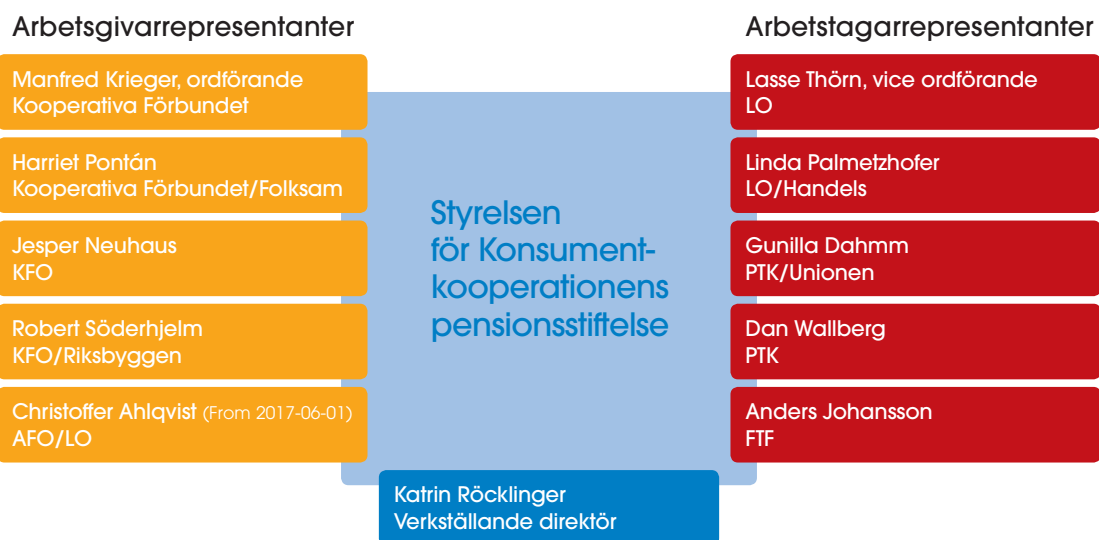 Arbetsgivarrepresentanter
Manfred Krieger, ordförande
Kooperativa Förbundet
Harriet Pontán
Kooperativa Förbundet/Folksam
Jesper Neuhaus
KFO
Robert Söderhjelm
KFO/Riksbyggen
Christoffer Ahlqvist (From 2017-06-01)
AFO/LO
Styrelsen
för Konsument-
kooperationens
pensionsstiftelse
Katrin Röcklinger
Verkställande direktör
Arbetstagarrepresentanter
Lasse Thörn, vice ordförande
LO
Linda Palmetzhofer
LO/Handels
Gunilla Dahmm
PTK/Unionen
Dan Wallberg
PTK
Anders Johansson
FTF